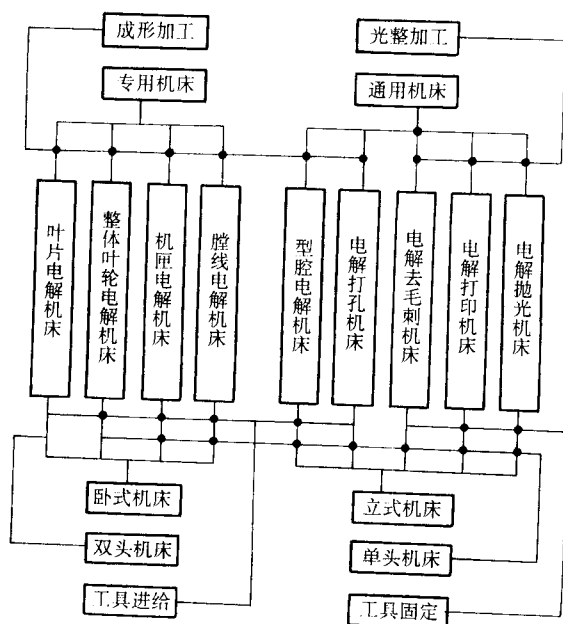 成形加工
光整加工
专用机床
通用机床
叶片电解机床
整体叶轮电解机床
机匣电解机床
膛线电解机床
型腔电解机床
电解打孔机床
电解去毛刺机床
电解打印机床
电解抛光机床
卧式机床
立式机床
双头机床
单头机床
工具进给
工具固定